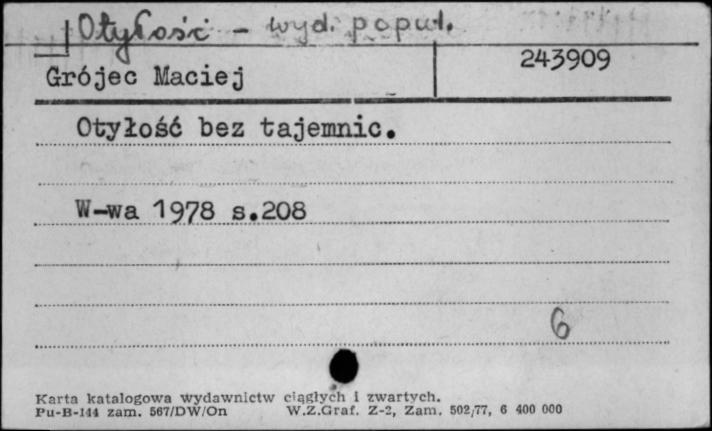 Otyłość - wyd. popul.
Grójec Maciej 243909
Otyłość bez tajemnic.
W-wa 1978 s.208
6
Karta katalogowa wydawnictw ciągłych i zwartych.
Pu-B-144 zam. 567/DW/On W.Z.Graf. Z-2, Zam. 502/77, 6 400 000